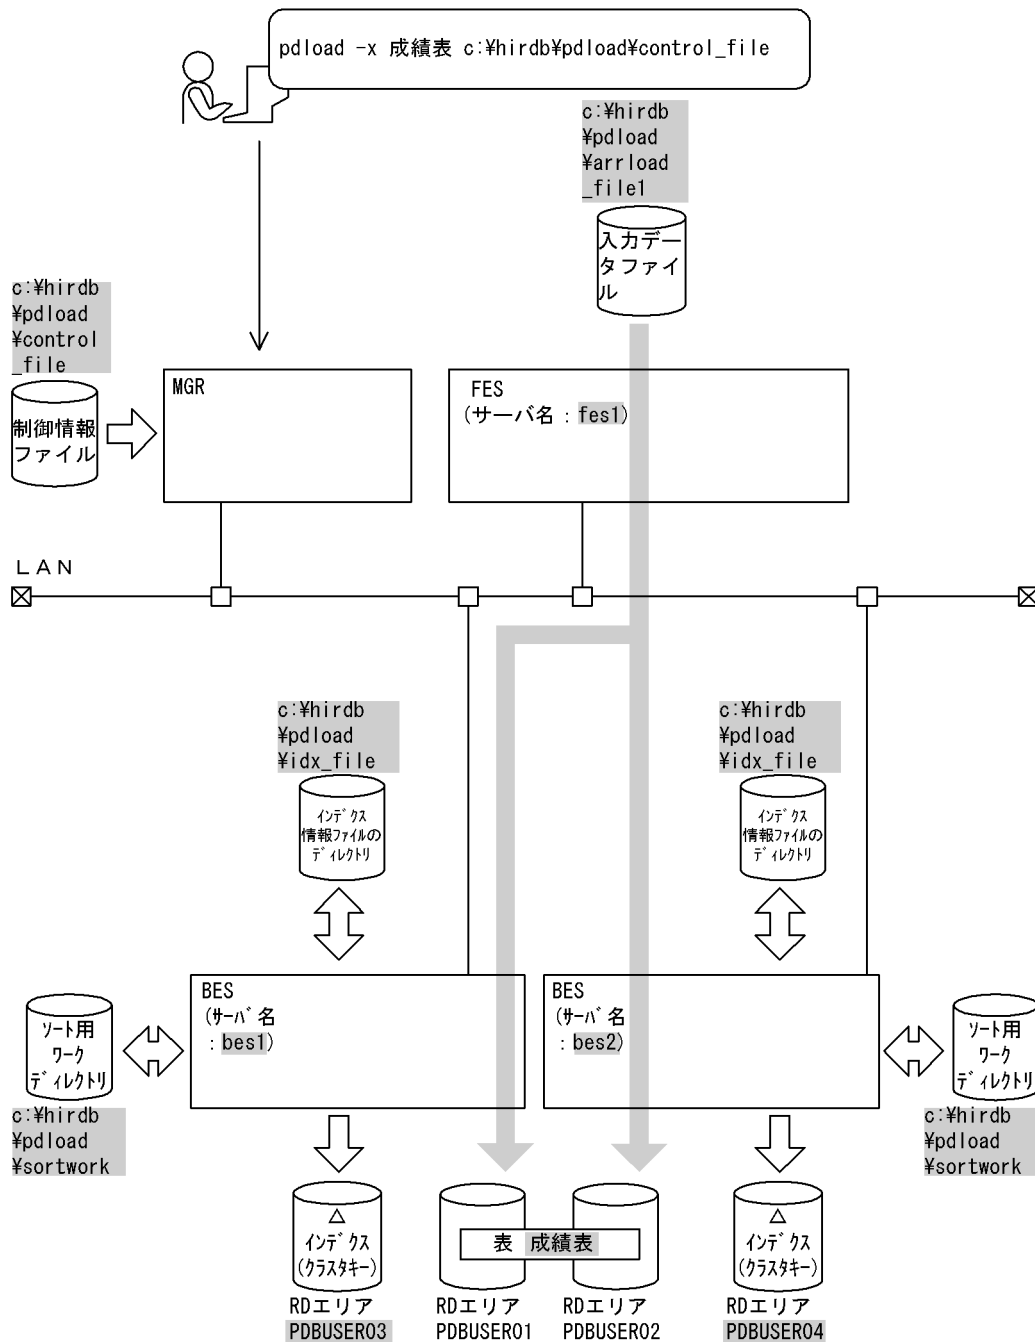 pdload -x 成績表 c:¥hirdb¥pdload¥control_file
c:¥hirdb
¥pdload
¥arrload
_file1
入力デー
タファイ
ル
c:¥hirdb
¥pdload
¥control
_file
制御情報
ファイル
MGR
FES
(サーバ名:fes1)
LAN
c:¥hirdb
¥pdload
¥idx_file
インデクス
情報ファイルの
ディレクトリ
c:¥hirdb
¥pdload
¥idx_file
インデクス
情報ファイルの
ディレクトリ
BES
(サーバ名
:bes1)
BES
(サーバ名
:bes2)
ソート用
ワーク
ディレクトリ
c:¥hirdb
¥pdload
¥sortwork
ソート用
ワーク
ディレクトリ
c:¥hirdb
¥pdload
¥sortwork
インデクス
(クラスタキー)
表 成績表
インデクス
(クラスタキー)
RDエリア
PDBUSER03
RDエリア
PDBUSER01
RDエリア
PDBUSER02
RDエリア
PDBUSER04